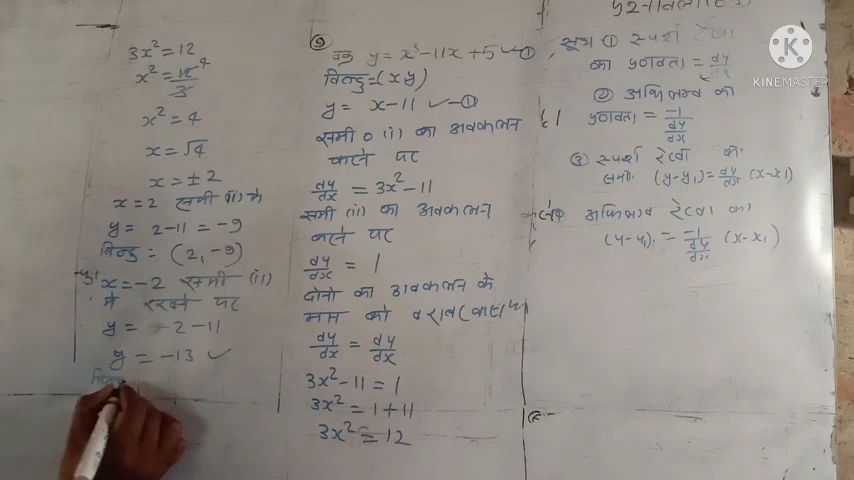 3x² = 12
x² = 12/3 4
x² = 4
x = √4
x = ± 2
x = 2 समी (ii) मे
y = 2 - 11 = -9
बिन्दु = (2, -9)
x = -2 समी (ii)
मे रखने पर
y = -2 - 11
y = -13 ✓
⑨
वक्र y = x³ - 11x + 5 ✓ ①
बिन्दु = (x y)
y = x - 11 ✓ - ⑪
समी० (i) का अवकलन
करने पर
dy/dx = 3x² - 11
समी (ii) का अवकलन
करने पर
dy/dx = 1
दोनो का अवकलन के
मान को बराबर
dy/dx = dy/dx
3x² - 11 = 1
3x² = 1 + 11
3x² = 12
सूत्र ① स्पर्श रेखा
का प्रवणता = dy/dx
② अभिलम्ब की
प्रवणता = -1/(dy/dx)
③ स्पर्श रेखा की
समी० (y-y₁) = dy/dx (x-x₁)
अभिलम्ब रेखा का
(y-y₁) = -1/(dy/dx) (x-x₁)
KINEMASTER